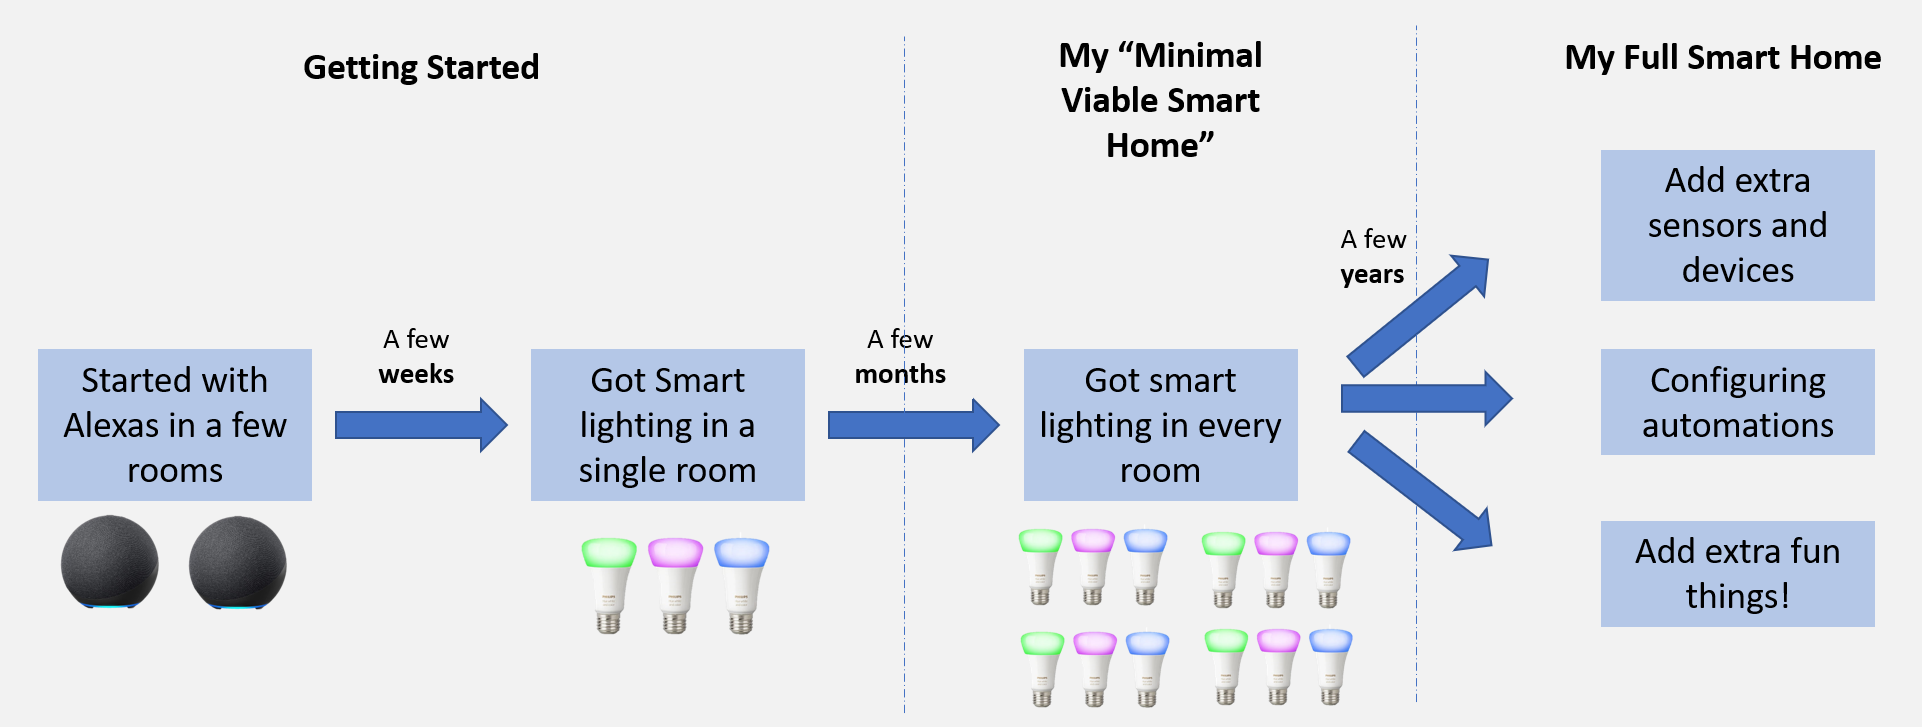 Getting Started
My “Minimal
Viable Smart
Home”
My Full Smart Home
Started with
Alexas in a few
rooms
A few
weeks
Got Smart
lighting in a
single room
A few
months
Got smart
lighting in every
room
A few
years
Add extra
sensors and
devices
Configuring
automations
Add extra fun
things!